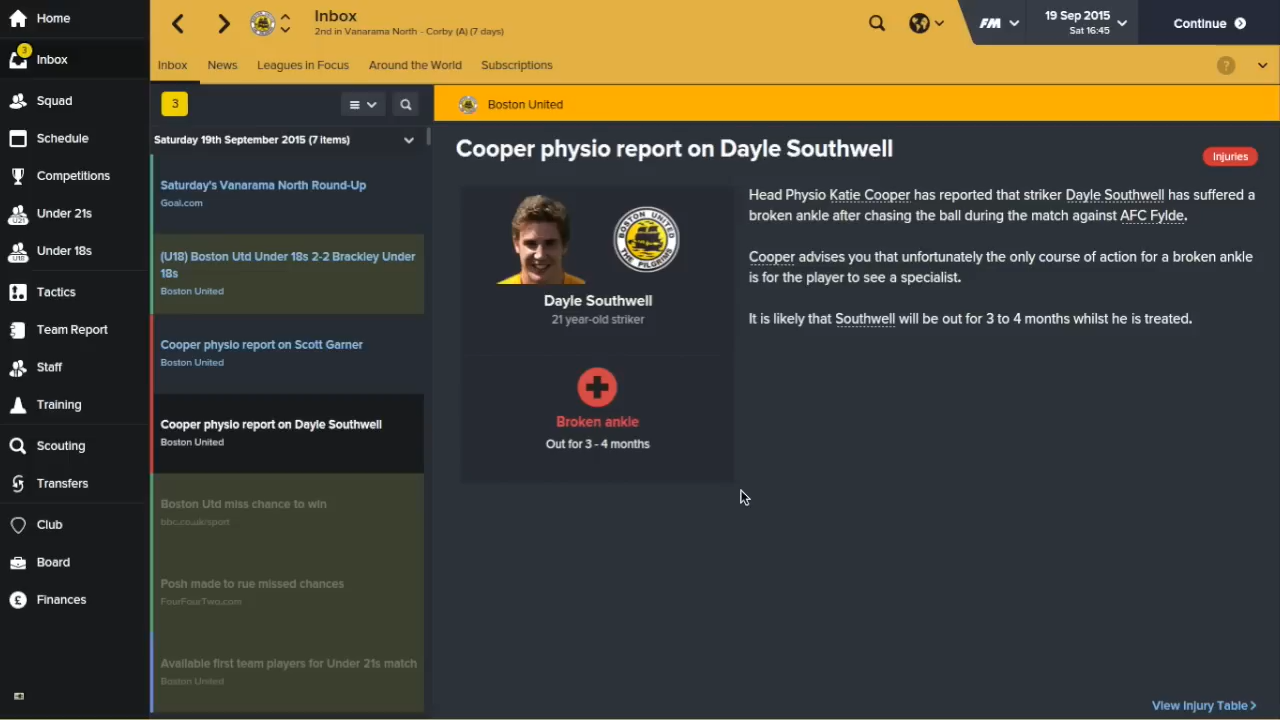 Home
3
Inbox
Squad
Schedule
Competitions
U21
Under 21s
U18
Under 18s
Tactics
Team Report
Staff
Training
Scouting
Transfers
Club
Board
Finances
Inbox
2nd in Vanarama North - Corby (A) (7 days)
FM
19 Sep 2015
Sat 16:45
Continue
Inbox
News
Leagues in Focus
Around the World
Subscriptions
?
3
Saturday 19th September 2015 (7 items)
Saturday's Vanarama North Round-Up
Goal.com
(U18) Boston Utd Under 18s 2-2 Brackley Under
18s
Boston United
Cooper physio report on Scott Garner
Boston United
Cooper physio report on Dayle Southwell
Boston United
Boston Utd miss chance to win
bbc.co.uk/sport
Posh made to rue missed chances
FourFourTwo.com
Available first team players for Under 21s match
Boston United
Boston United
Cooper physio report on Dayle Southwell
Injuries
BOSTON UNITED
THE PILGRIMS
Dayle Southwell
21 year-old striker
Broken ankle
Out for 3 - 4 months
Head Physio Katie Cooper has reported that striker Dayle Southwell has suffered a
broken ankle after chasing the ball during the match against AFC Fylde.
Cooper advises you that unfortunately the only course of action for a broken ankle
is for the player to see a specialist.
It is likely that Southwell will be out for 3 to 4 months whilst he is treated.
View Injury Table >